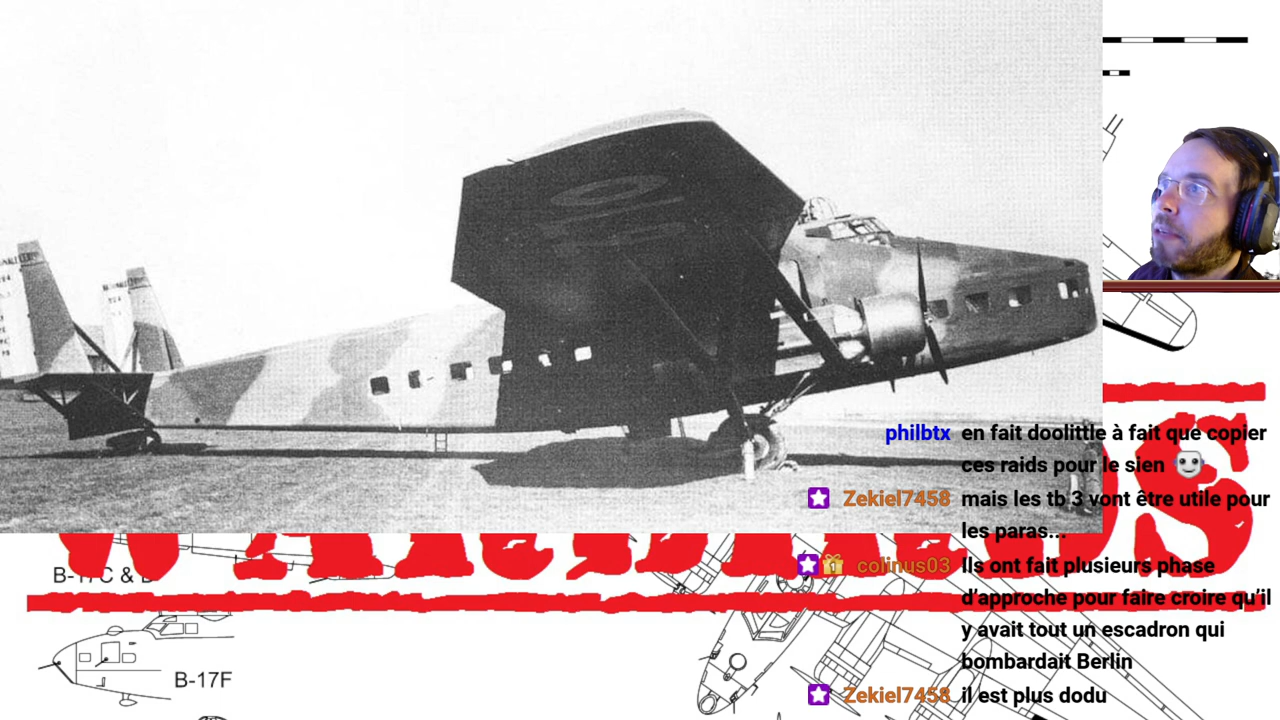 philbtx en fait doolittle à fait que copier
ces raids pour le sien
Zekiel7458 mais les tb 3 vont être utile pour
les paras...
colinus03 Ils ont fait plusieurs phase
d'approche pour faire croire qu'il
y avait tout un escadron qui
bombardait Berlin
Zekiel7458 il est plus dodu
B-17C & D
B-17F